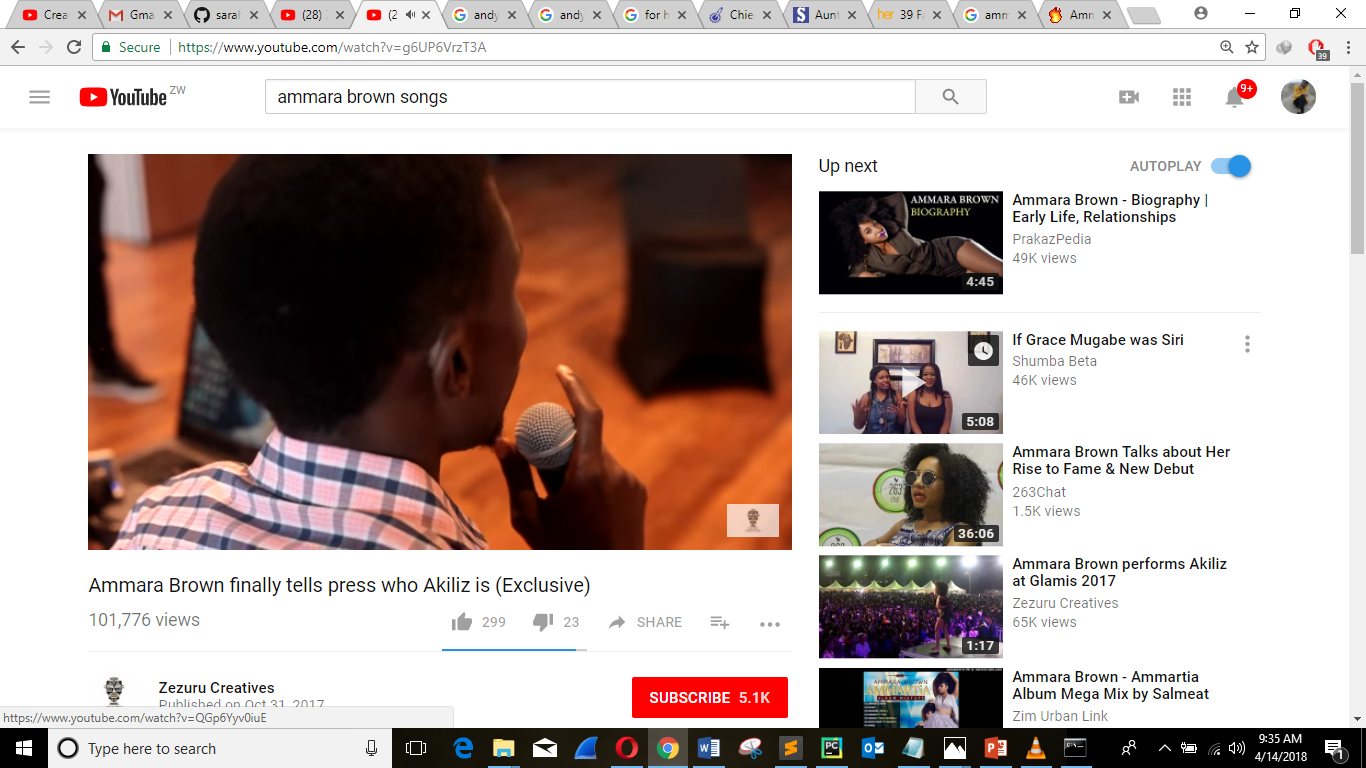 Crea
Gma
sarah
(28)
(2
andy
andy
for h
Chie
Aunt
her 39 F
amm
Amm
Secure https://www.youtube.com/watch?v=g6UP6VrzT3A
39
YouTube ZW
ammara brown songs
9+
Up next
AUTOPLAY
AMMARA BROWN
BIOGRAPHY
4:45
Ammara Brown - Biography |
Early Life, Relationships
PrakazPedia
49K views
5:08
If Grace Mugabe was Siri
Shumba Beta
46K views
36:06
Ammara Brown Talks about Her
Rise to Fame & New Debut
263Chat
1.5K views
1:17
Ammara Brown performs Akiliz
at Glamis 2017
Zezuru Creatives
65K views
AMMARA BROWN
AMMARTIA
Ammara Brown - Ammartia
Album Mega Mix by Salmeat
Zim Urban Link
Ammara Brown finally tells press who Akiliz is (Exclusive)
101,776 views
299
23
SHARE
Zezuru Creatives
Published on Oct 31, 2017
SUBSCRIBE 5.1K
https://www.youtube.com/watch?v=QGp6Yyv0iuE
Type here to search
9:35 AM
4/14/2018
1